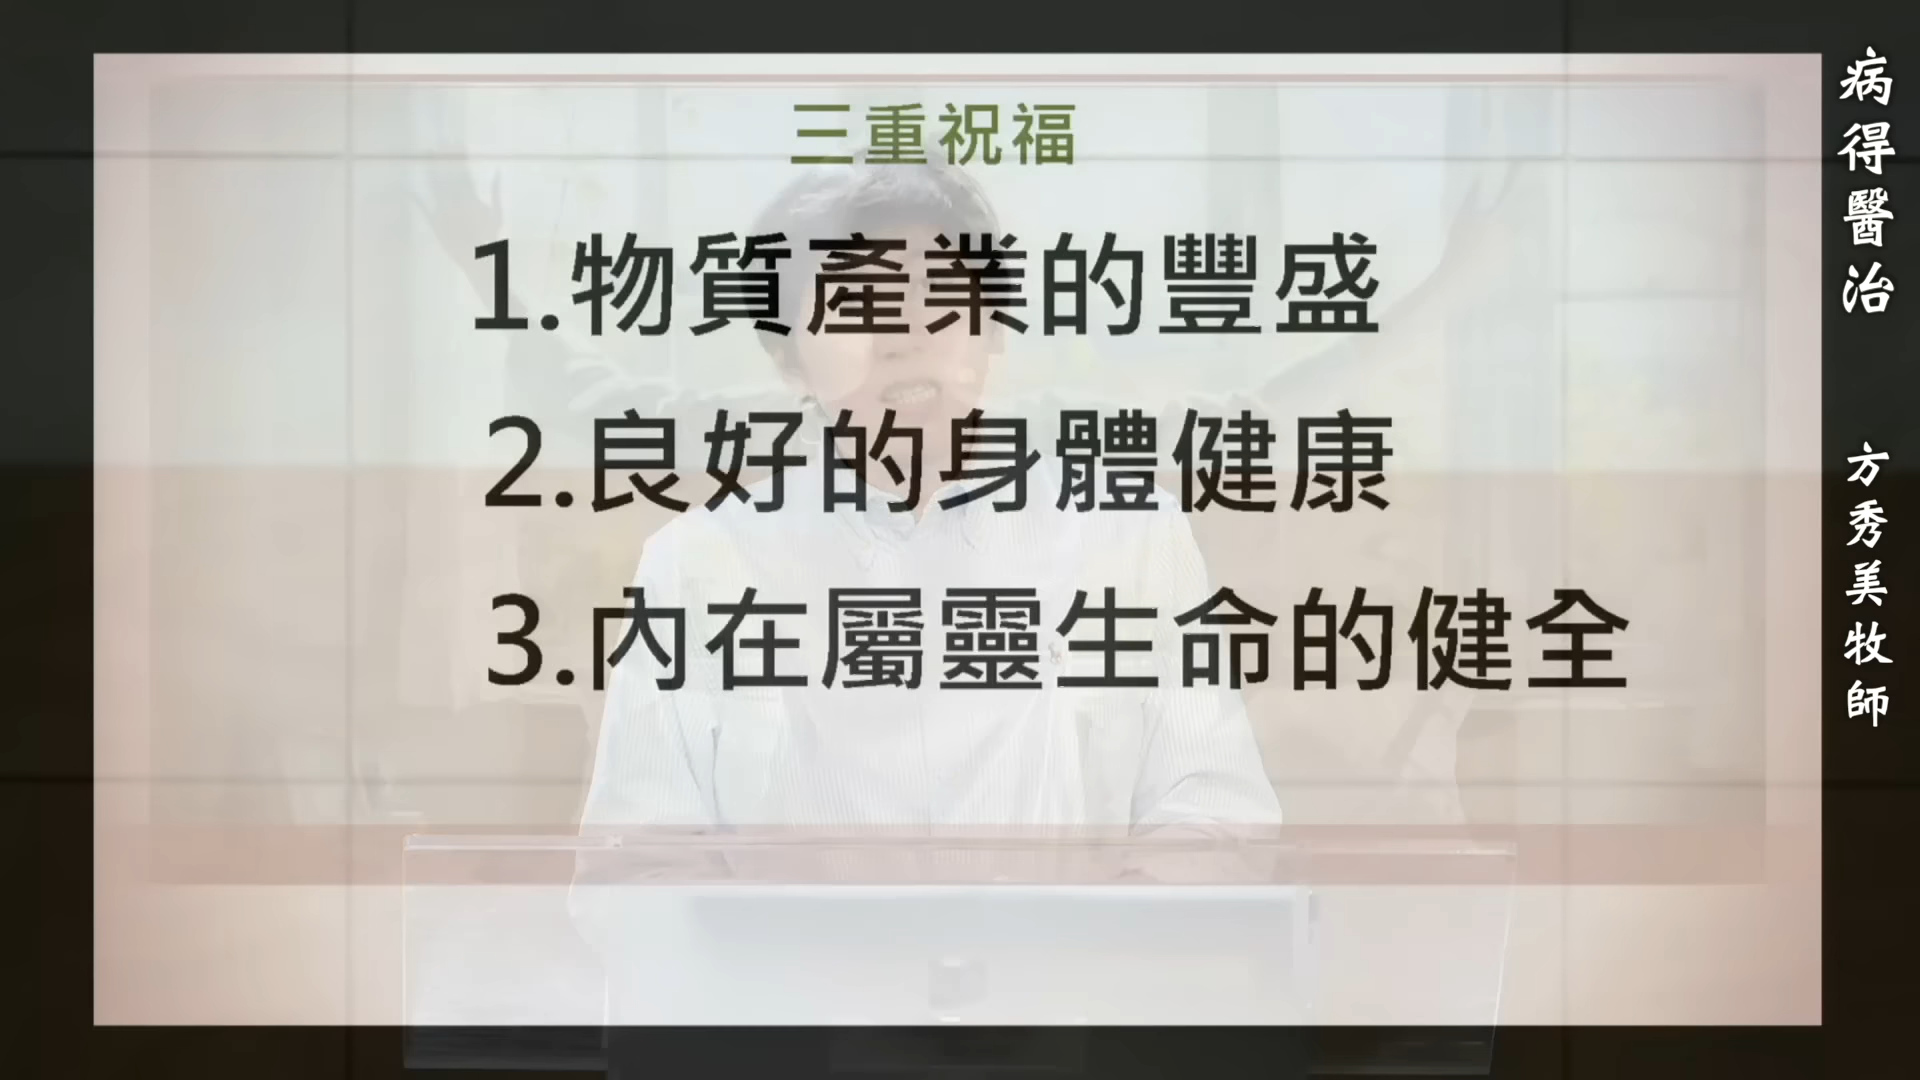 三重祝福
1.物質產業的豐盛
2.良好的身體健康
3.內在屬靈生命的健全
病得醫治
方秀美牧師